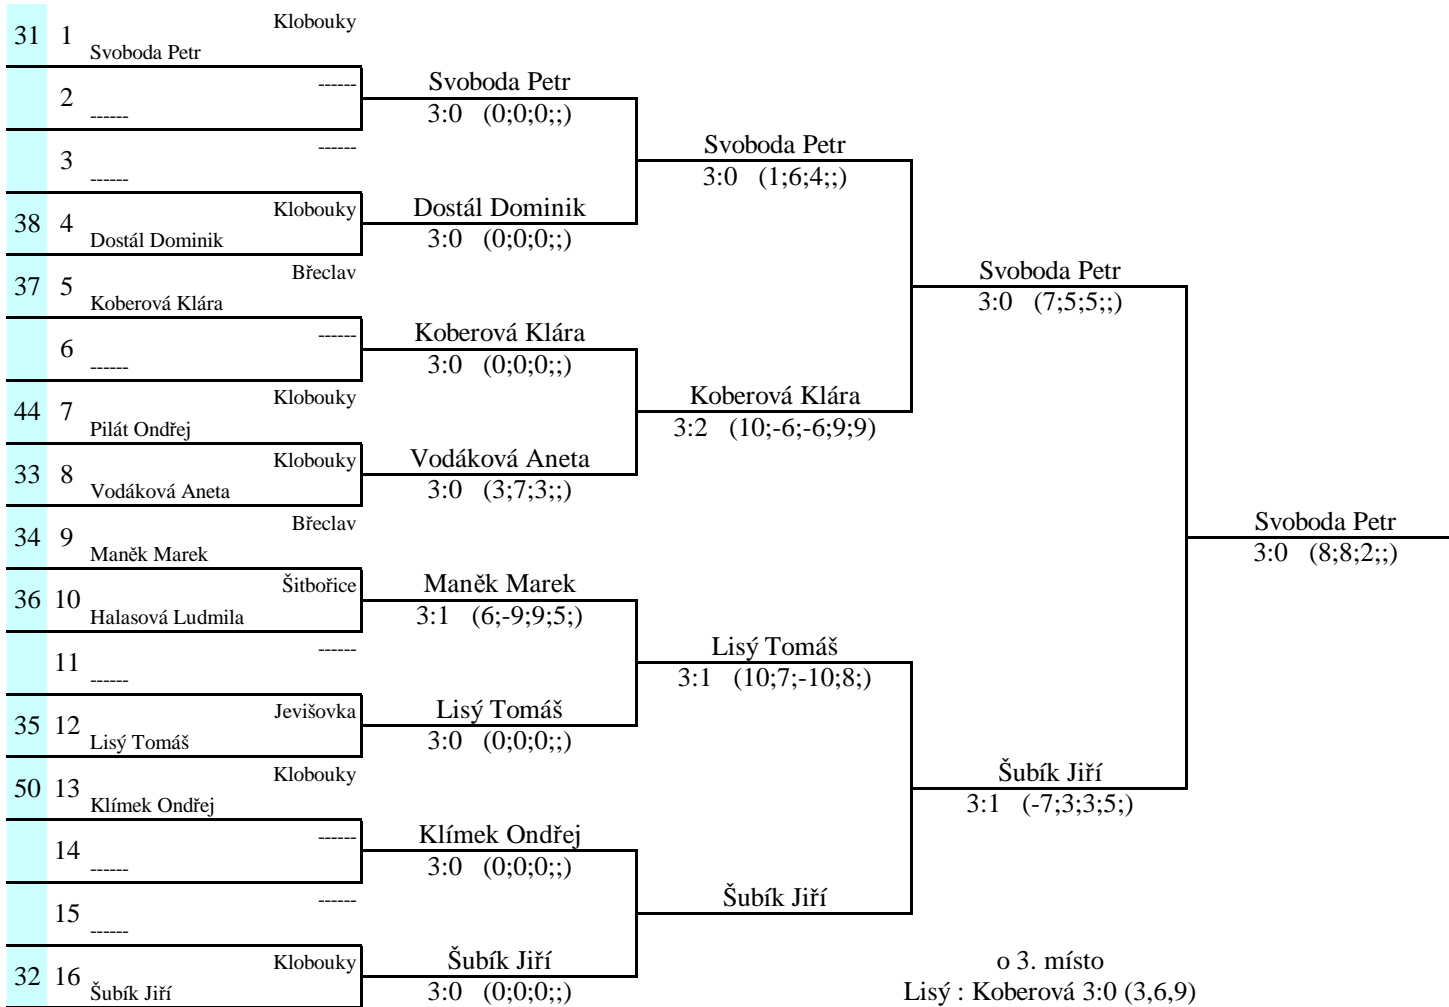 Klobouky
31 1
Svoboda Petr
------
2
------
Svoboda Petr
3:0 (0;0;0;;)
------
3
------
Svoboda Petr
3:0 (1;6;4;;)
Klobouky
38 4
Dostál Dominik
Dostál Dominik
3:0 (0;0;0;;)
Břeclav
37 5
Koberová Klára
Svoboda Petr
3:0 (7;5;5;;)
------
6
------
Koberová Klára
3:0 (0;0;0;;)
Klobouky
44 7
Pilát Ondřej
Koberová Klára
3:2 (10;-6;-6;9;9)
Klobouky
33 8
Vodáková Aneta
Vodáková Aneta
3:0 (3;7;3;;)
Břeclav
34 9
Maněk Marek
Svoboda Petr
3:0 (8;8;2;;)
Šitbořice
36 10
Halasová Ludmila
Maněk Marek
3:1 (6;-9;9;5;)
------
11
------
Lisý Tomáš
3:1 (10;7;-10;8;)
Jevišovka
35 12
Lisý Tomáš
Lisý Tomáš
3:0 (0;0;0;;)
Klobouky
50 13
Klímek Ondřej
Šubík Jiří
3:1 (-7;3;3;5;)
------
14
------
Klímek Ondřej
3:0 (0;0;0;;)
------
15
------
Šubík Jiří
Klobouky
32 16
Šubík Jiří
Šubík Jiří
3:0 (0;0;0;;)
o 3. místo
Lisý : Koberová 3:0 (3,6,9)